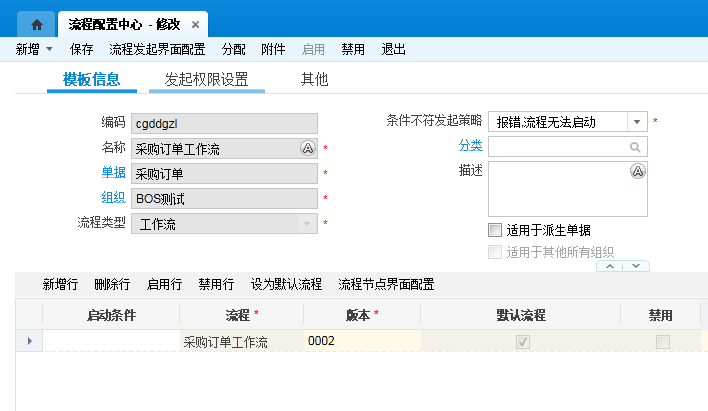 流程配置中心 - 修改
新增 保存 流程发起界面配置 分配 附件 启用 禁用 退出
模板信息 发起权限设置 其他
编码 cgddgzl 条件不符发起策略 报错,流程无法启动 *
名称 采购订单工作流 A * 分类
单据 采购订单 * 描述 A
组织 BOS测试 *
流程类型 工作流 * 适用于派生单据
适用于其他所有组织
新增行 删除行 启用行 禁用行 设为默认流程 流程节点界面配置
启动条件 流程 * 版本 * 默认流程 禁用
采购订单工作流 0002